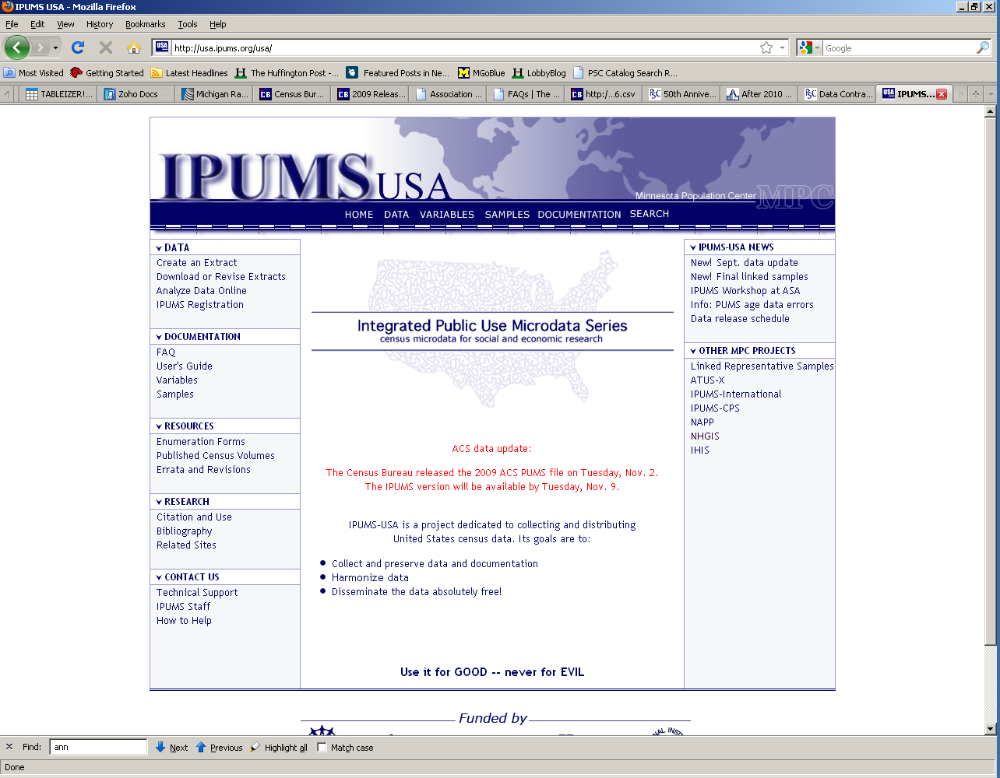 IPUMS USA - Mozilla Firefox
File Edit View History Bookmarks Tools Help
USA http://usa.ipums.org/usa/ Google
Most Visited Getting Started Latest Headlines The Huffington Post -... Featured Posts in Ne... MGoBlue LobbyBlog PSC Catalog Search R...
TABLEIZER!... Zoho Docs Michigan Ra... Census Bur... 2009 Releas... Association ... FAQs | The ... http:/...6.csv 50th Annive... After 2010 ... Data Contra... IPUMS...
IPUMS USA
Minnesota Population Center MPC
HOME DATA VARIABLES SAMPLES DOCUMENTATION SEARCH
DATA
Create an Extract
Download or Revise Extracts
Analyze Data Online
IPUMS Registration
DOCUMENTATION
FAQ
User's Guide
Variables
Samples
RESOURCES
Enumeration Forms
Published Census Volumes
Errata and Revisions
RESEARCH
Citation and Use
Bibliography
Related Sites
CONTACT US
Technical Support
IPUMS Staff
How to Help
Integrated Public Use Microdata Series
census microdata for social and economic research
ACS data update:
The Census Bureau released the 2009 ACS PUMS file on Tuesday, Nov. 2.
The IPUMS version will be available by Tuesday, Nov. 9.
IPUMS-USA is a project dedicated to collecting and distributing
United States census data. Its goals are to:
Collect and preserve data and documentation
Harmonize data
Disseminate the data absolutely free!
Use it for GOOD -- never for EVIL
IPUMS-USA NEWS
New! Sept. data update
New! Final linked samples
IPUMS Workshop at ASA
Info: PUMS age data errors
Data release schedule
OTHER MPC PROJECTS
Linked Representative Samples
ATUS-X
IPUMS-International
IPUMS-CPS
NAPP
NHGIS
IHIS
Funded by
Find: ann Next Previous Highlight all Match case
Done